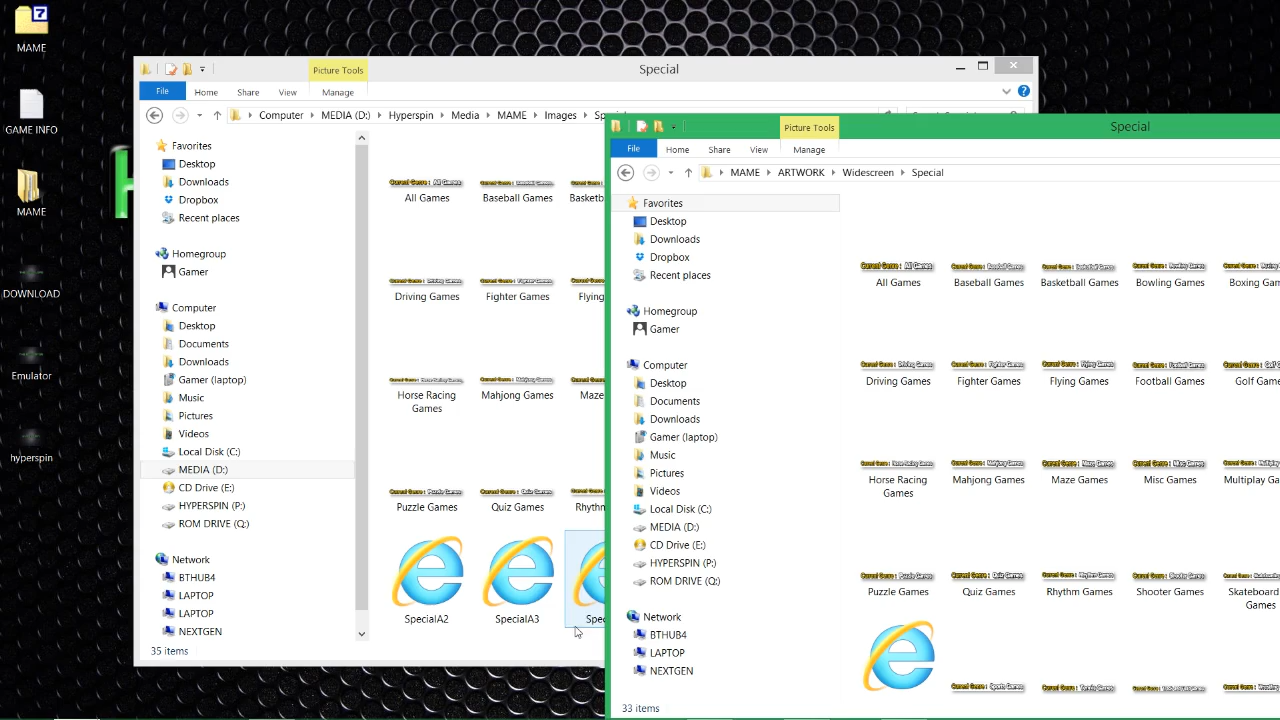 MAME
GAME INFO
MAME
DOWNLOAD
Emulator
hyperspin
Picture Tools
Special
File
Home
Share
View
Manage
Computer
MEDIA (D:)
Hyperspin
Media
MAME
Images
Favorites
Desktop
Downloads
Dropbox
Recent places
Homegroup
Gamer
Computer
Desktop
Documents
Downloads
Gamer (laptop)
Music
Pictures
Videos
Local Disk (C:)
MEDIA (D:)
CD Drive (E:)
HYPERSPIN (P:)
ROM DRIVE (Q:)
Network
BTHUB4
LAPTOP
LAPTOP
NEXTGEN
35 items
All Games
Baseball Games
Driving Games
Fighter Games
Flying
Horse Racing
Games
Mahjong Games
Maze
Puzzle Games
Quiz Games
SpecialA2
SpecialA3
Picture Tools
Special
File
Home
Share
View
Manage
MAME
ARTWORK
Widescreen
Special
Favorites
Desktop
Downloads
Dropbox
Recent places
Homegroup
Gamer
Computer
Desktop
Documents
Downloads
Gamer (laptop)
Music
Pictures
Videos
Local Disk (C:)
MEDIA (D:)
CD Drive (E:)
HYPERSPIN (P:)
ROM DRIVE (Q:)
Network
BTHUB4
LAPTOP
NEXTGEN
33 items
All Games
Baseball Games
Basketball Games
Bowling Games
Driving Games
Fighter Games
Flying Games
Football Games
Horse Racing
Games
Mahjong Games
Maze Games
Misc Games
Puzzle Games
Quiz Games
Rhythm Games
Shooter Games
Skateboard
Games